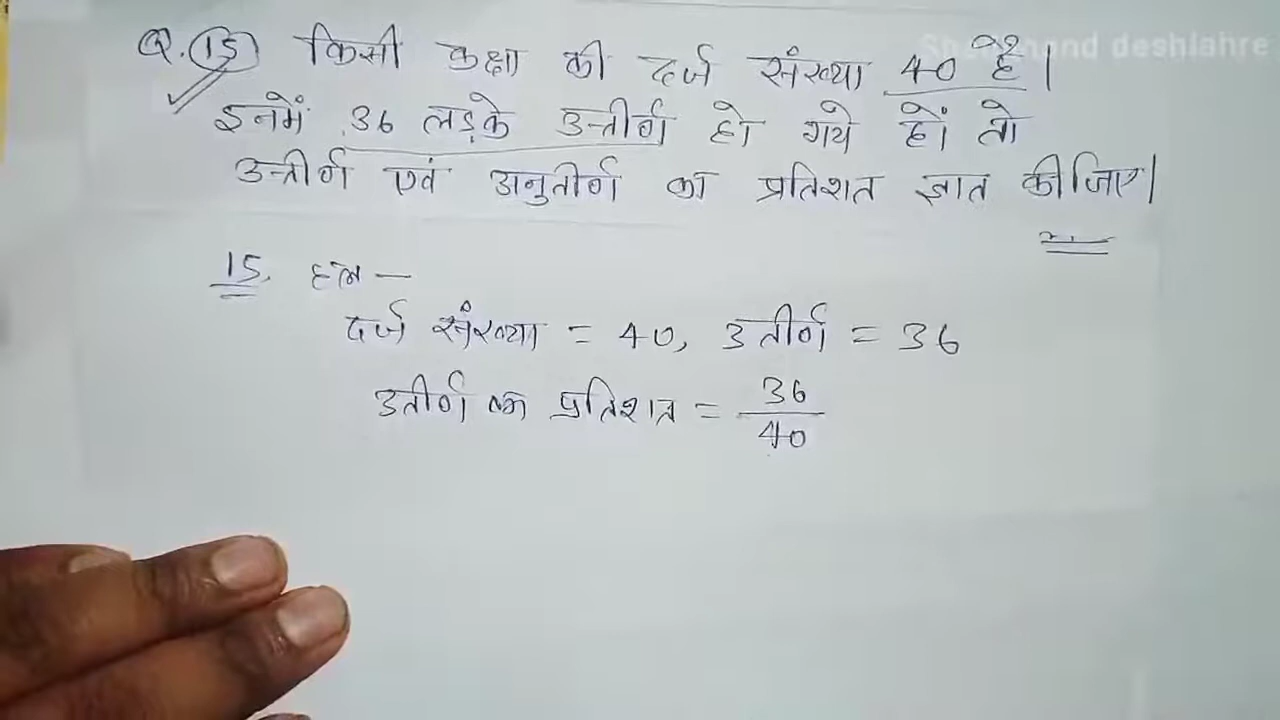 Q. 15 किसी कक्षा की दर्ज संख्या 40 है।
इनमें 36 लड़के उत्तीर्ण हो गये हों तो
उत्तीर्ण एवं अनुतीर्ण का प्रतिशत ज्ञात कीजिए।
15. हल —
दर्ज संख्या = 40, उतीर्ण = 36
उतीर्ण का प्रतिशत = 36
40